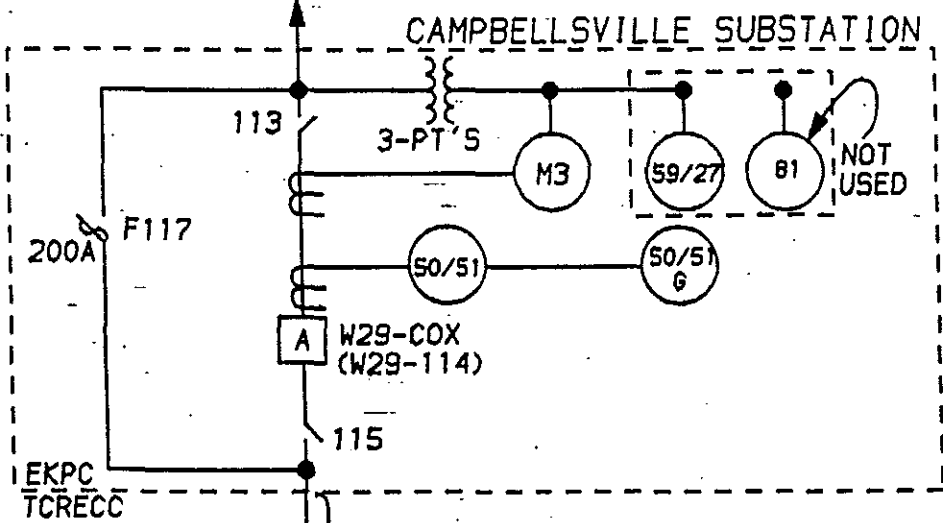 CAMPBELLSVILLE SUBSTATION
113
3-PT'S
M3
59/27
81
NOT
USED
F117
200A
50/51
50/51
G
A
W29-COX
(W29-114)
115
EKPC
TCRECC